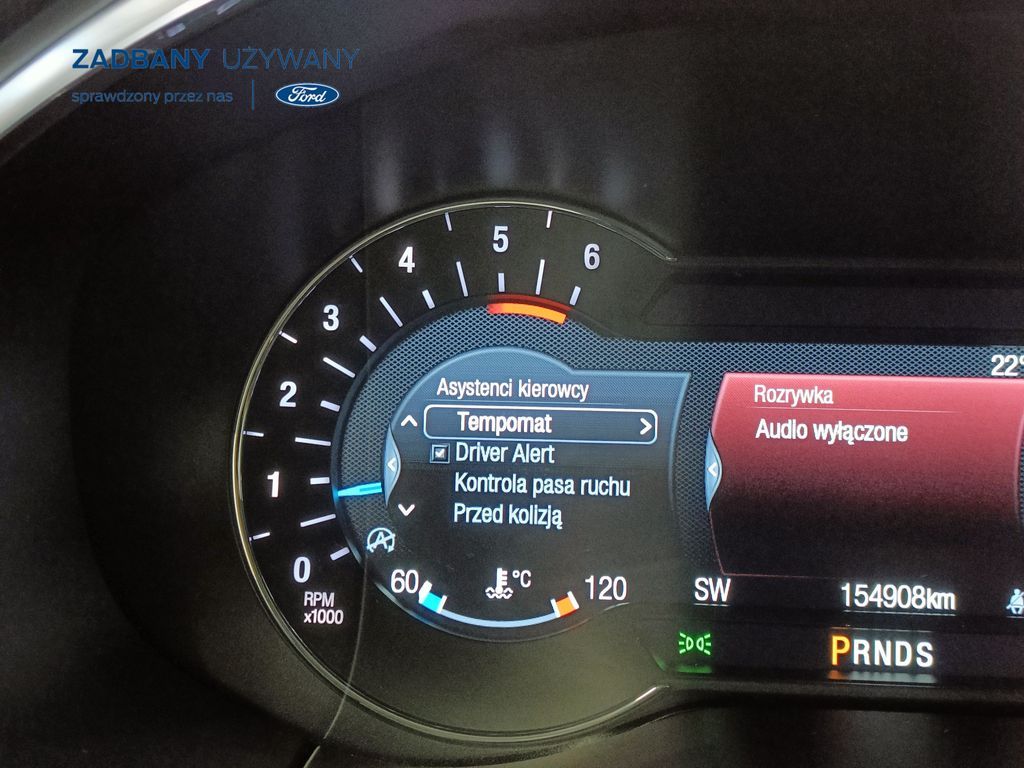 ZADBANY UŻYWANY
sprawdzony przez nas
Ford
0
1
2
3
4
5
6
RPM
x1000
22°
Asystenci kierowcy
Tempomat
Driver Alert
Kontrola pasa ruchu
Przed kolizją
Rozrywka
Audio wyłączone
60
°C
120
SW
154908km
PRNDS